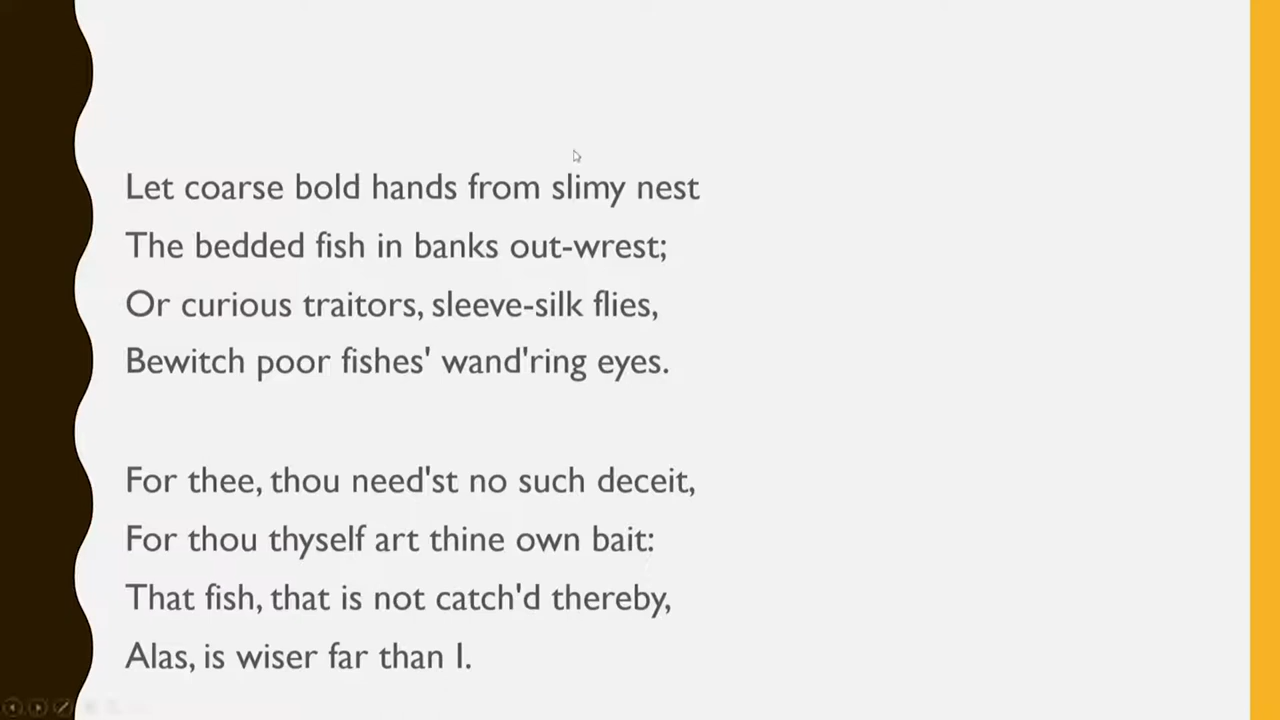 Let coarse bold hands from slimy nest
The bedded fish in banks out-wrest;
Or curious traitors, sleeve-silk flies,
Bewitch poor fishes' wand'ring eyes.
For thee, thou need'st no such deceit,
For thou thyself art thine own bait:
That fish, that is not catch'd thereby,
Alas, is wiser far than I.